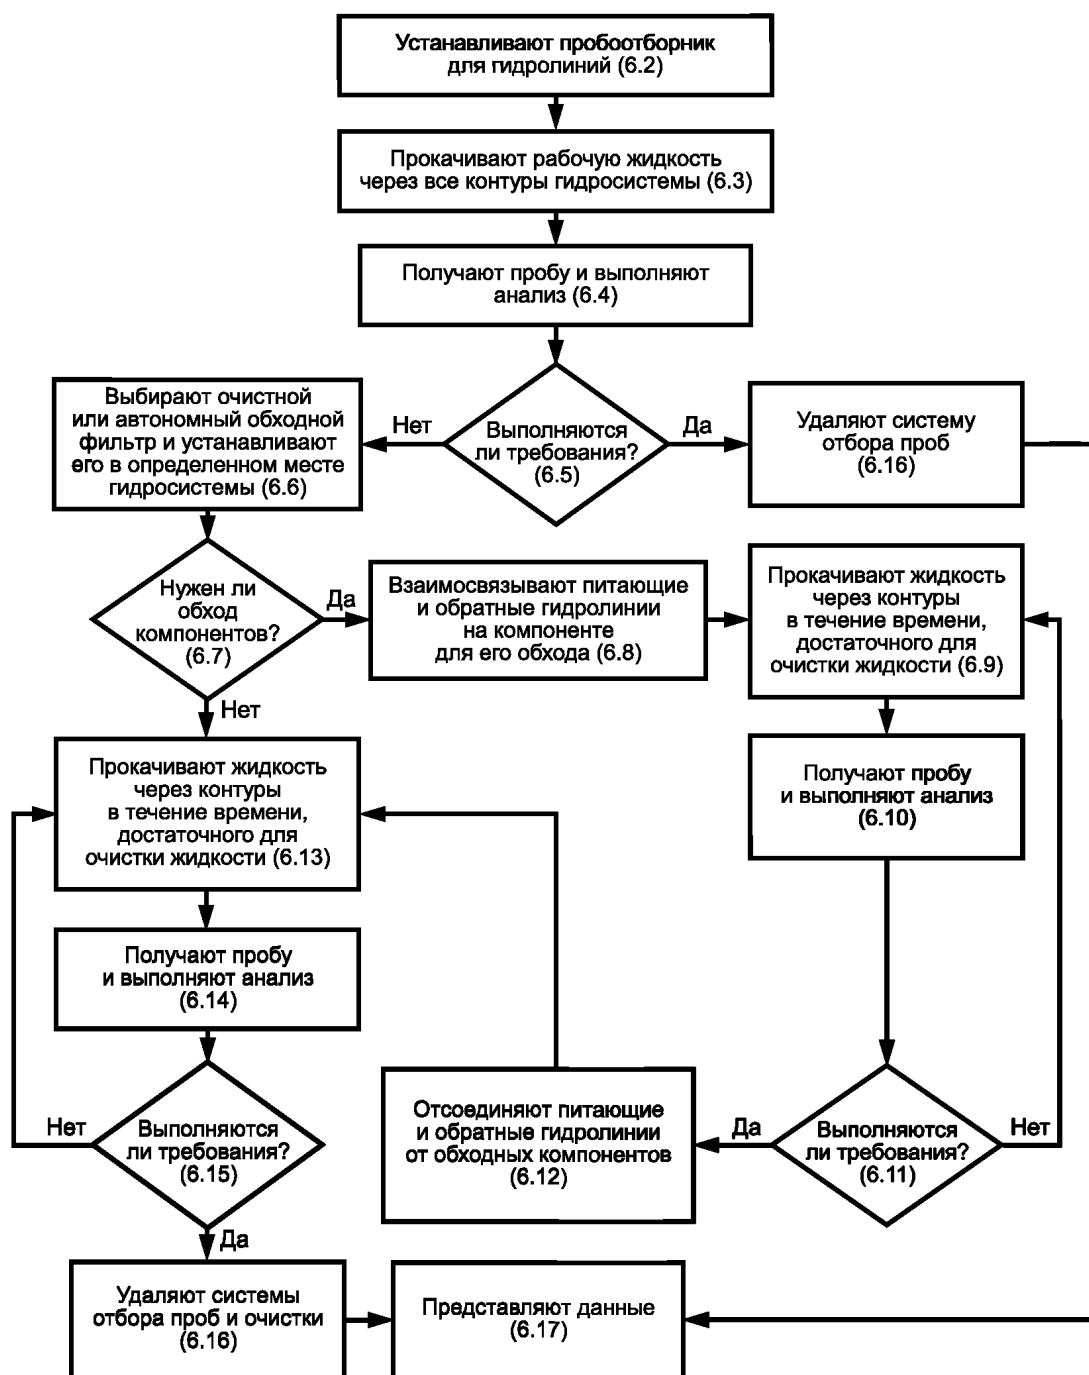 Устанавливают пробоотборник
для гидролиний (6.2)
Прокачивают рабочую жидкость
через все контуры гидросистемы (6.3)
Получают пробу и выполняют
анализ (6.4)
Выбирают очистной
или автономный обходной
фильтр и устанавливают
его в определенном месте
гидросистемы (6.6)
Нет
Выполняются
ли требования?
(6.5)
Да
Удаляют систему
отбора проб
(6.16)
Нужен ли
обход
компонентов?
(6.7)
Да
Взаимосвязывают питающие
и обратные гидролинии
на компоненте
для его обхода (6.8)
Прокачивают жидкость
через контуры
в течение времени,
достаточного для
очистки жидкости (6.9)
Нет
Прокачивают жидкость
через контуры
в течение времени,
достаточного для
очистки жидкости (6.13)
Получают пробу
и выполняют анализ
(6.10)
Получают пробу
и выполняют анализ
(6.14)
Нет
Выполняются
ли требования?
(6.15)
Отсоединяют питающие
и обратные гидролинии
от обходных компонентов
(6.12)
Да
Выполняются
ли требования?
(6.11)
Нет
Да
Удаляют системы
отбора проб и очистки
(6.16)
Представляют данные
(6.17)